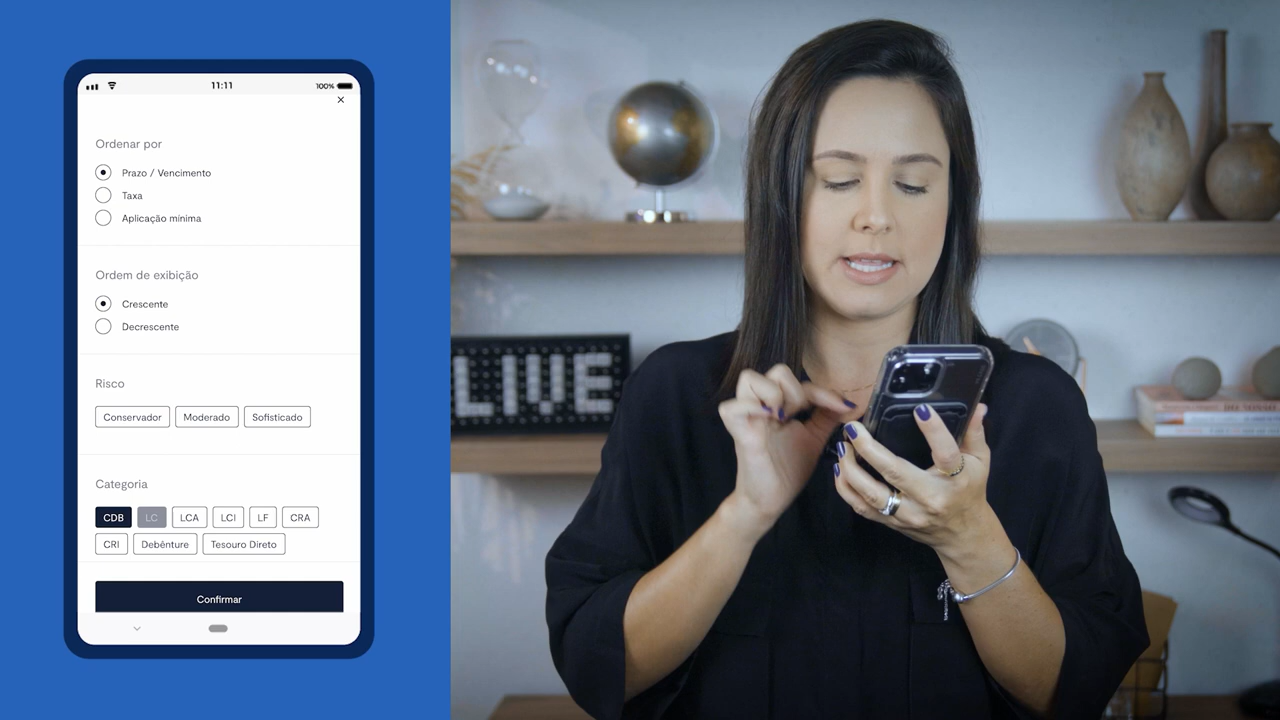 11:11
100%
Ordenar por
Prazo / Vencimento
Taxa
Aplicação mínima
Ordem de exibição
Crescente
Decrescente
Risco
Conservador Moderado Sofisticado
Categoria
CDB LC LCA LCI LF CRA
CRI Debênture Tesouro Direto
Confirmar
LIVE